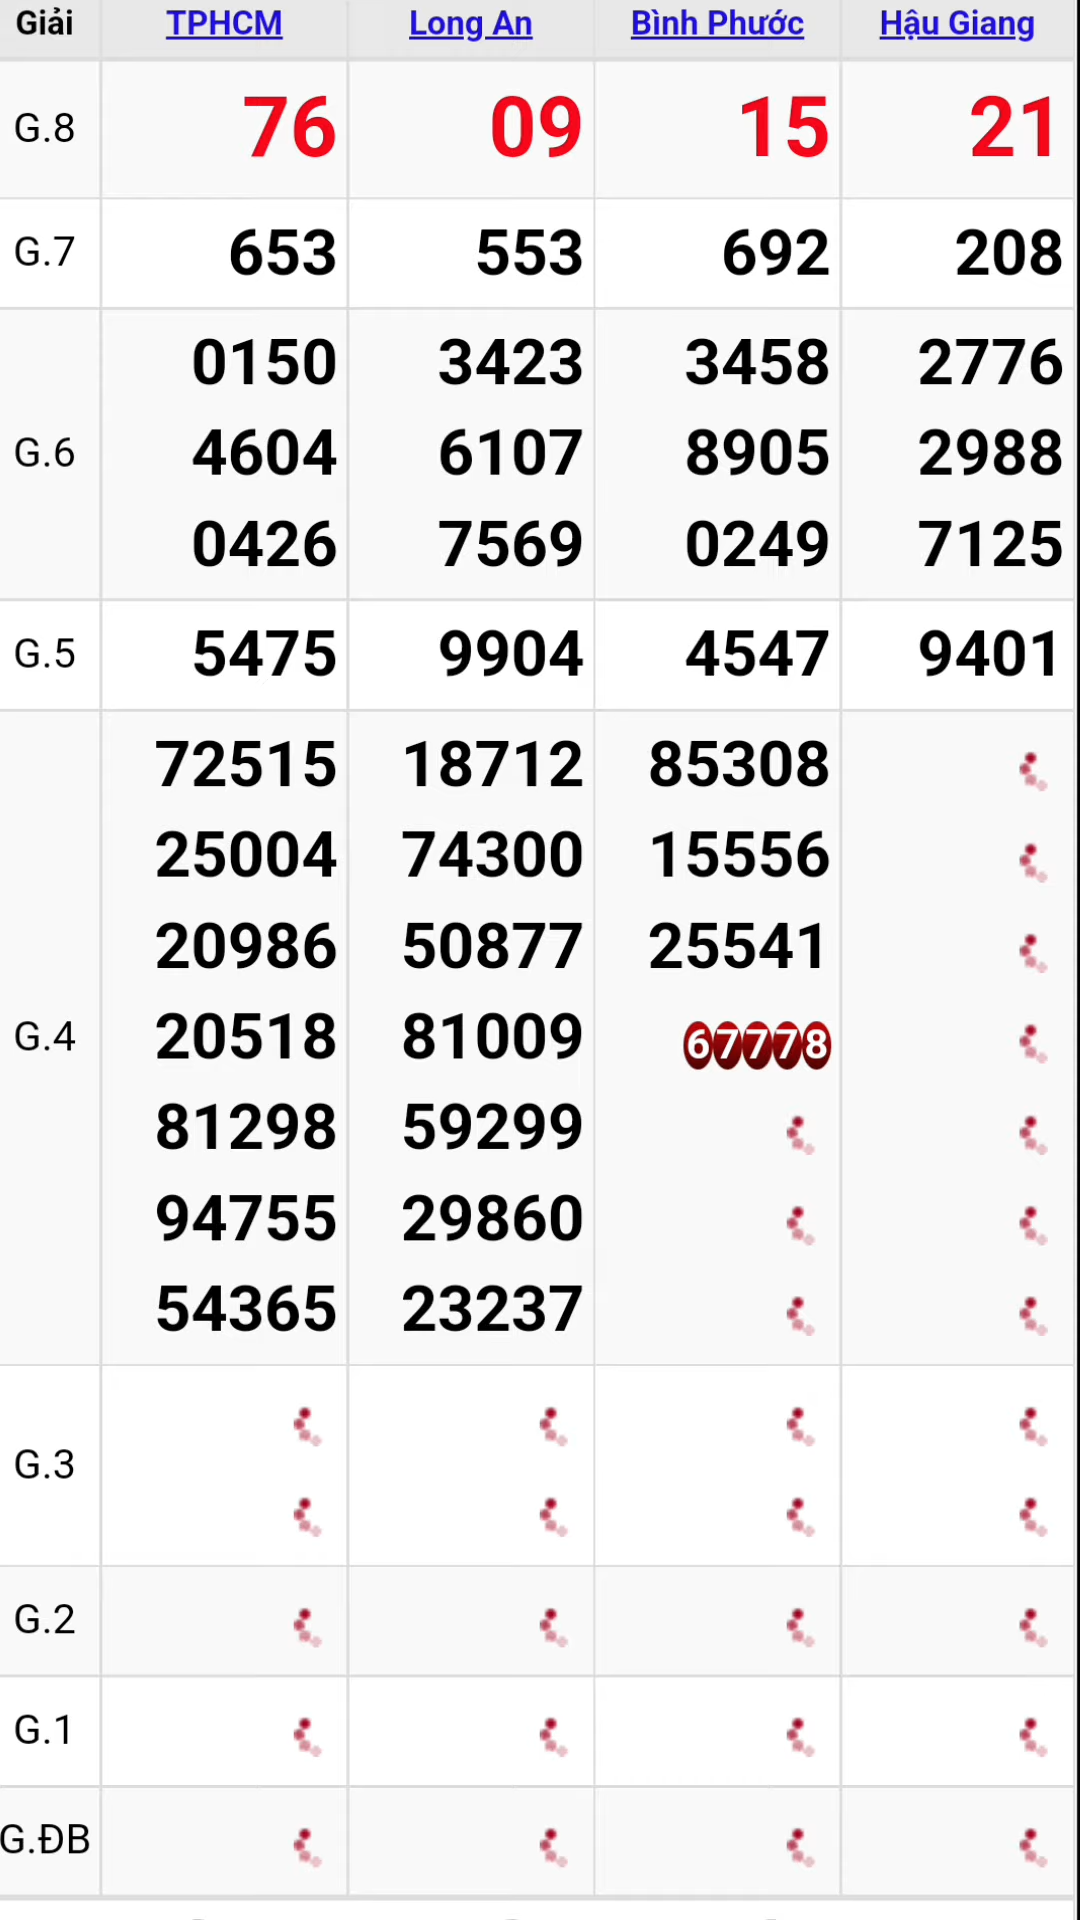 Giải TPHCM Long An Bình Phước Hậu Giang
G.8 76 09 15 21
G.7 653 553 692 208
0150 3423 3458 2776
G.6 4604 6107 8905 2988
0426 7569 0249 7125
G.5 5475 9904 4547 9401
72515 18712 85308
25004 74300 15556
20986 50877 25541
G.4 20518 81009 67778
81298 59299
94755 29860
54365 23237
G.3
G.2
G.1
G.ĐB